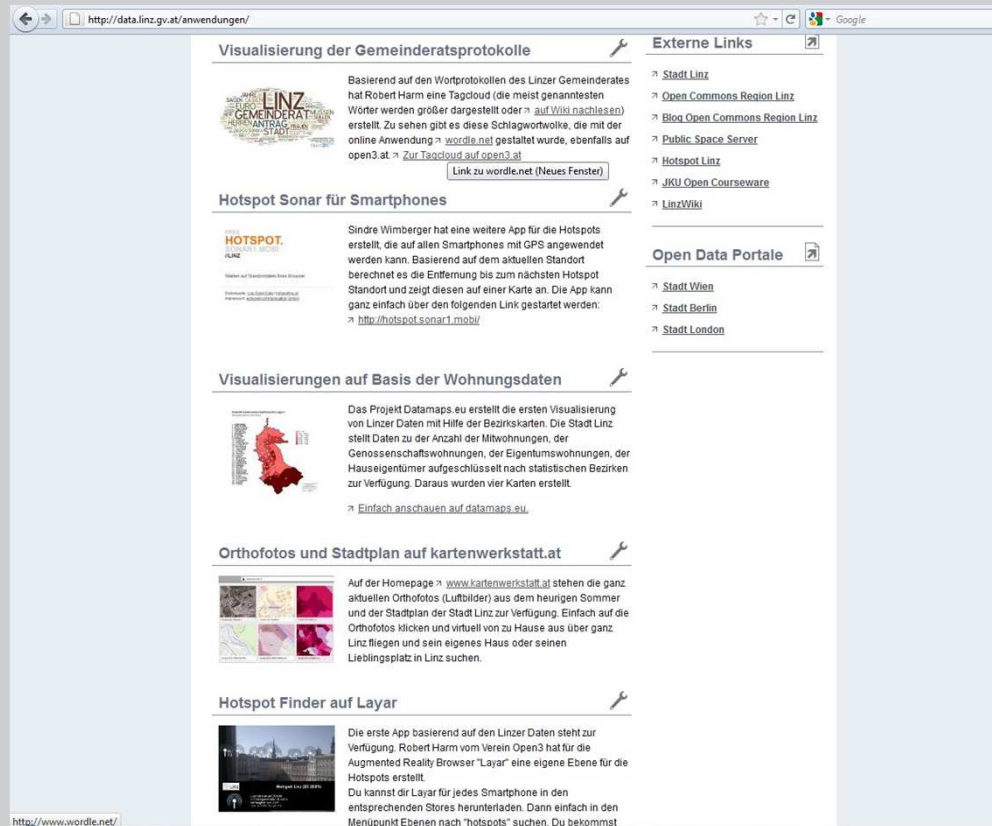 http://data.linz.gv.at/anwendungen/
Google
Visualisierung der Gemeinderatsprotokolle
LINZ
GEMEINDERAT
ANTRAG
STADT
Basierend auf den Wortprotokollen des Linzer Gemeinderates
hat Robert Harm eine Tagcloud (die meist genanntesten
Wörter werden größer dargestellt oder auf Wiki nachlesen)
erstellt. Zu sehen gibt es diese Schlagwortwolke, die mit der
online Anwendung wordle.net gestaltet wurde, ebenfalls auf
open3.at. Zur Tagcloud auf open3.at
Link zu wordle.net (Neues Fenster)
Hotspot Sonar für Smartphones
HOTSPOT.
Sindre Wimberger hat eine weitere App für die Hotspots
erstellt, die auf allen Smartphones mit GPS angewendet
werden kann. Basierend auf dem aktuellen Standort
berechnet es die Entfernung bis zum nächsten Hotspot
Standort und zeigt diesen auf einer Karte an. Die App kann
ganz einfach über den folgenden Link gestartet werden:
http://hotspot.sonar1.mobi/
Visualisierungen auf Basis der Wohnungsdaten
Das Projekt Datamaps.eu erstellt die ersten Visualisierung
von Linzer Daten mit Hilfe der Bezirkskarten. Die Stadt Linz
stellt Daten zu der Anzahl der Mitwohnungen, der
Genossenschaftswohnungen, der Eigentumswohnungen, der
Hauseigentümer aufgeschlüsselt nach statistischen Bezirken
zur Verfügung. Daraus wurden vier Karten erstellt.
Einfach anschauen auf datamaps.eu.
Orthofotos und Stadtplan auf kartenwerkstatt.at
Auf der Homepage www.kartenwerkstatt.at stehen die ganz
aktuellen Orthofotos (Luftbilder) aus dem heurigen Sommer
und der Stadtplan der Stadt Linz zur Verfügung. Einfach auf die
Orthofotos klicken und virtuell von zu Hause aus über ganz
Linz fliegen und sein eigenes Haus oder seinen
Lieblingsplatz in Linz suchen.
Hotspot Finder auf Layar
Die erste App basierend auf den Linzer Daten steht zur
Verfügung. Robert Harm vom Verein Open3 hat für die
Augmented Reality Browser "Layar" eine eigene Ebene für die
Hotspots erstellt.
Du kannst dir Layar für jedes Smartphone in den
entsprechenden Stores herunterladen. Dann einfach in den
Menüpunkt Ebenen nach "hotspots" suchen. Du bekommst
Externe Links
Stadt Linz
Open Commons Region Linz
Blog Open Commons Region Linz
Public Space Server
Hotspot Linz
JKU Open Courseware
LinzWiki
Open Data Portale
Stadt Wien
Stadt Berlin
Stadt London
http://www.wordle.net/